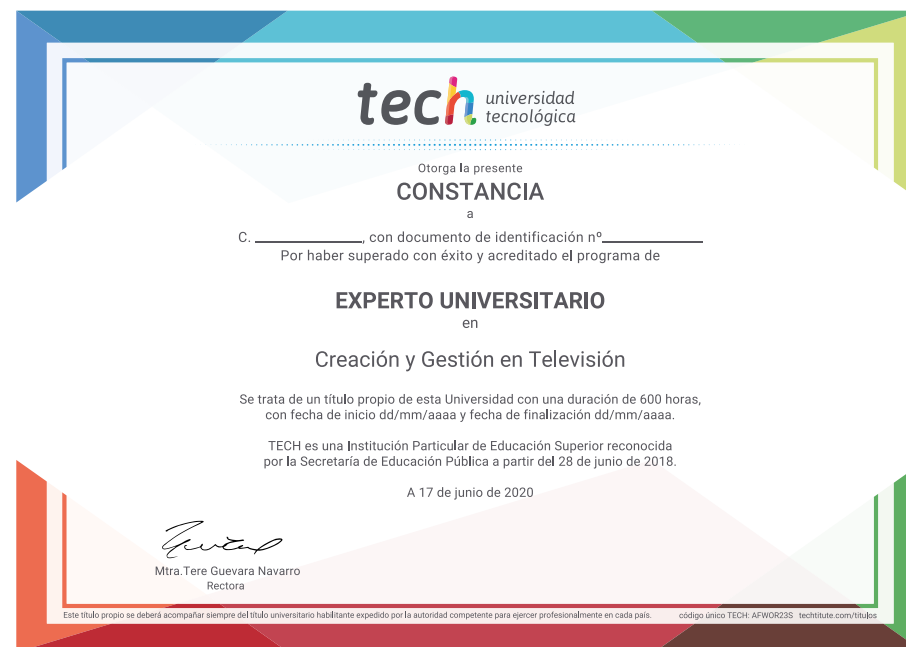 tech universidad
tecnológica
Otorga la presente
CONSTANCIA
a
C. ____________, con documento de identificación nº____________
Por haber superado con éxito y acreditado el programa de
EXPERTO UNIVERSITARIO
en
Creación y Gestión en Televisión
Se trata de un título propio de esta Universidad con una duración de 600 horas,
con fecha de inicio dd/mm/aaaa y fecha de finalización dd/mm/aaaa.
TECH es una Institución Particular de Educación Superior reconocida
por la Secretaría de Educación Pública a partir del 28 de junio de 2018.
A 17 de junio de 2020
Mtra.Tere Guevara Navarro
Rectora
Este título propio se deberá acompañar siempre del título universitario habilitante expedido por la autoridad competente para ejercer profesionalmente en cada país. código único TECH: AFWOR23S techtitute.com/titulos